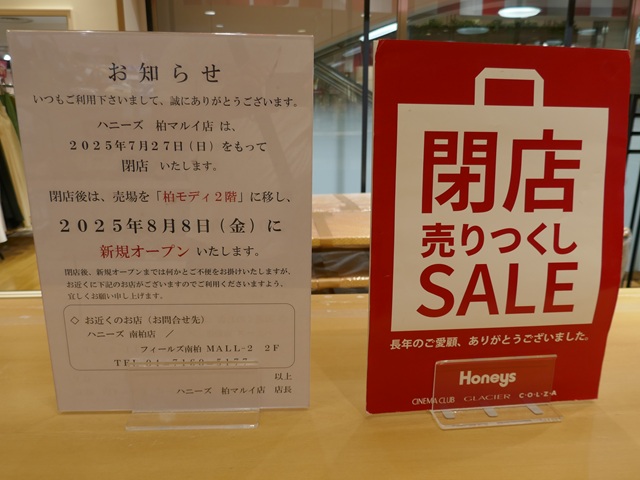 お知らせ
いつもご利用下さいまして、誠にありがとうございます。
ハニーズ 柏マルイ店 は、
2025年7月27日(日)をもって
閉店 いたします。
閉店後は、売場を「柏モディ2階」に移し、
2025年8月8日(金)に
新規オープン いたします。
閉店後、新規オープンまでは何かとご不便をお掛けいたしますが、
お近くに下記のお店がございますのでご利用くださいますよう、
宜しくお願い申し上げます。
◇ お近くのお店(お問合せ先)
ハニーズ 南柏店 /
フィールズ南柏 MALL-2 2F
TEL
以上
ハニーズ 柏マルイ店 店長
閉店
売りつくし
SALE
長年のご愛顧、ありがとうございました。
Honeys
CINEMA CLUB GLACIER C・O・L・Z・A